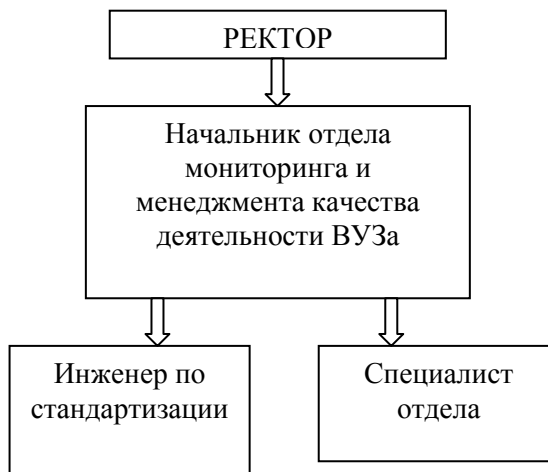 РЕКТОР
Начальник отдела
мониторинга и
менеджмента качества
деятельности ВУЗа
Инженер по
стандартизации
Специалист
отдела